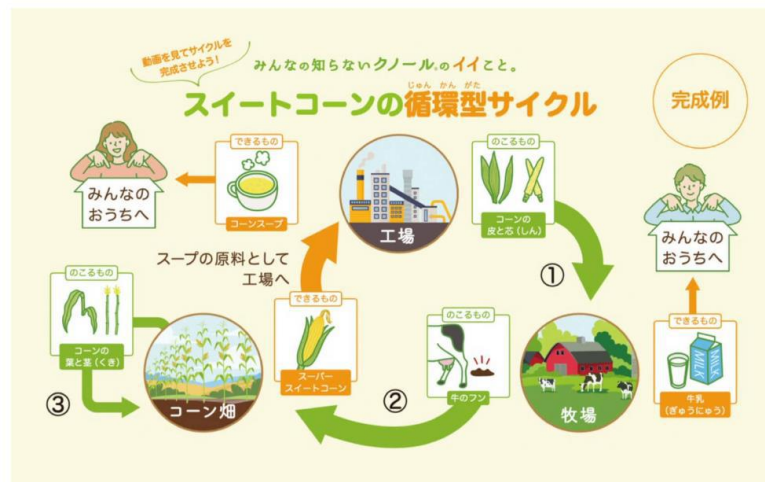 動画を見てサイクルを
完成させよう！
みんなの知らないクノール®のイイこと。
じゅん かん がた
スイートコーンの循環型サイクル
完成例
できるもの
コーンスープ
みんなの
おうちへ
工場
のこるもの
コーンの
皮と芯（しん）
みんなの
おうちへ
スープの原料として
工場へ
①
のこるもの
コーンの
葉と茎（くき）
できるもの
スーパー
スイートコーン
のこるもの
牛のフン
できるもの
MILK
MILK
牛乳
（ぎゅうにゅう）
コーン畑
牧場
②
③